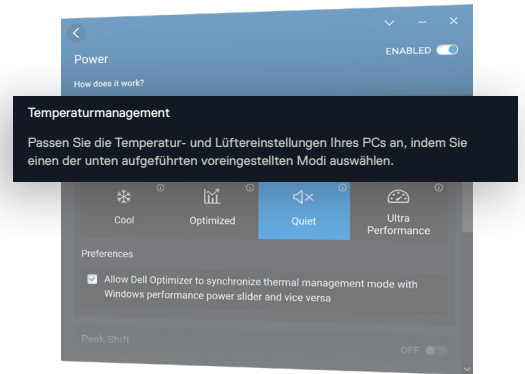 Power
ENABLED
How does it work?
Temperaturmanagement
Passen Sie die Temperatur- und Lüftereinstellungen Ihres PCs an, indem Sie
einen der unten aufgeführten voreingestellten Modi auswählen.
Cool
Optimized
Quiet
Ultra
Performance
Preferences
Allow Dell Optimizer to synchronize thermal management mode with
Windows performance power slider and vice versa
Peak Shift
OFF